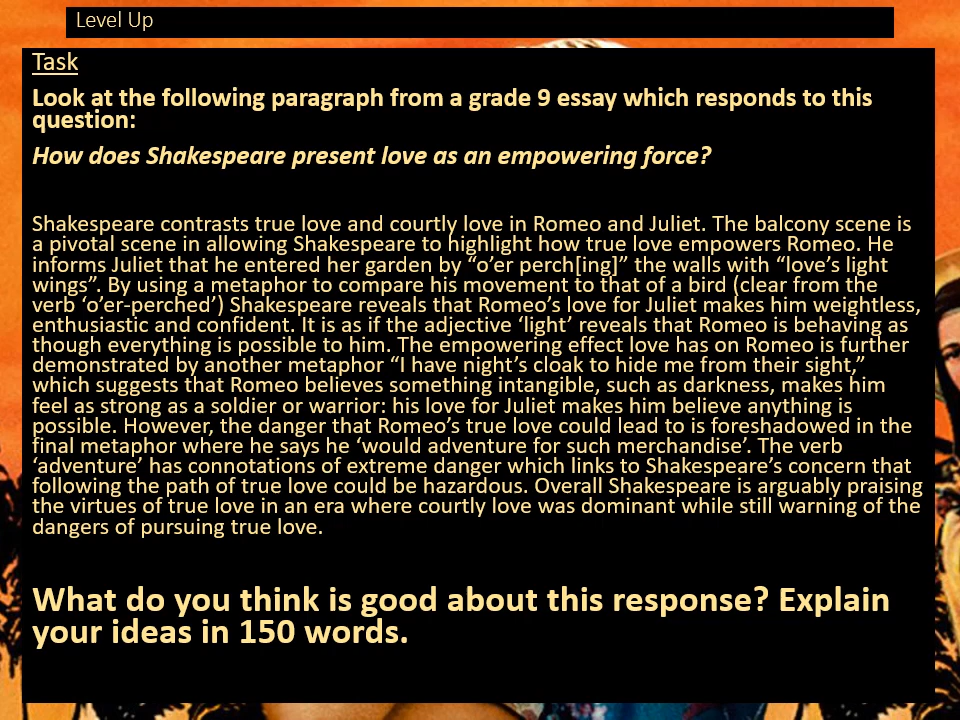 Level Up
Task
Look at the following paragraph from a grade 9 essay which responds to this
question:
How does Shakespeare present love as an empowering force?
Shakespeare contrasts true love and courtly love in Romeo and Juliet. The balcony scene is
a pivotal scene in allowing Shakespeare to highlight how true love empowers Romeo. He
informs Juliet that he entered her garden by “o’er perch[ing]” the walls with “love’s light
wings”. By using a metaphor to compare his movement to that of a bird (clear from the
verb ‘o’er-perched’) Shakespeare reveals that Romeo’s love for Juliet makes him weightless,
enthusiastic and confident. It is as if the adjective ‘light’ reveals that Romeo is behaving as
though everything is possible to him. The empowering effect love has on Romeo is further
demonstrated by another metaphor “I have night’s cloak to hide me from their sight,”
which suggests that Romeo believes something intangible, such as darkness, makes him
feel as strong as a soldier or warrior: his love for Juliet makes him believe anything is
possible. However, the danger that Romeo’s true love could lead to is foreshadowed in the
final metaphor where he says he ‘would adventure for such merchandise’. The verb
‘adventure’ has connotations of extreme danger which links to Shakespeare’s concern that
following the path of true love could be hazardous. Overall Shakespeare is arguably praising
the virtues of true love in an era where courtly love was dominant while still warning of the
dangers of pursuing true love.
What do you think is good about this response? Explain
your ideas in 150 words.